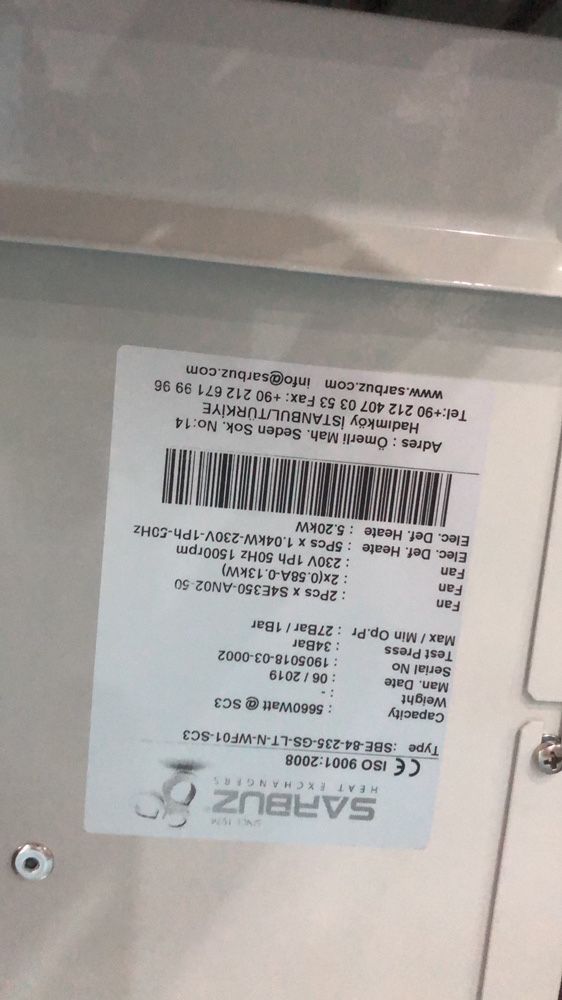 SINCE 1974
SARBUZ
HEAT EXCHANGERS
CE ISO 9001:2008
Type :SBE-84-235-GS-LT-N-WF01-SC3
Capacity : 5660Watt @ SC3
Weight : -
Man. Date : 06 / 2019
Serial No : 1905018-03-0002
Test Press : 34Bar
Max / Min Op.Pr : 27Bar / 1Bar
Fan : 2Pcs x S4E350-AN02-50
Fan : 2x(0.58A-0.13kW)
Fan : 230V 1Ph 50Hz 1500rpm
Elec. Def. Heate : 5Pcs x 1.04kW-230V-1Ph-50Hz
Elec. Def. Heate : 5.20kW
Adres : Ömerli Mah. Seden Sok. No:14
Hadımköy İSTANBUL/TÜRKİYE
Tel:+90 212 407 03 53 Fax: +90 212 671 99 96
www.sarbuz.com info@sarbuz.com